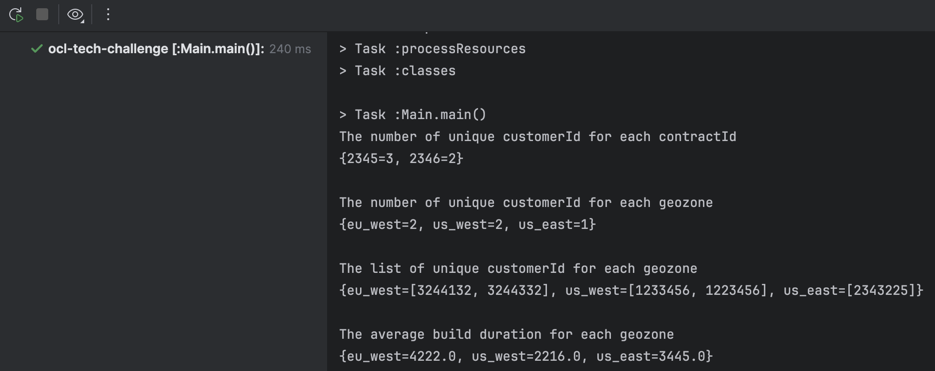 ocl-tech-challenge [:Main.main()]: 240 ms
> Task :processResources
> Task :classes
> Task :Main.main()
The number of unique customerId for each contractId
{2345=3, 2346=2}
The number of unique customerId for each geozone
{eu_west=2, us_west=2, us_east=1}
The list of unique customerId for each geozone
{eu_west=[3244132, 3244332], us_west=[1233456, 1223456], us_east=[2343225]}
The average build duration for each geozone
{eu_west=4222.0, us_west=2216.0, us_east=3445.0}